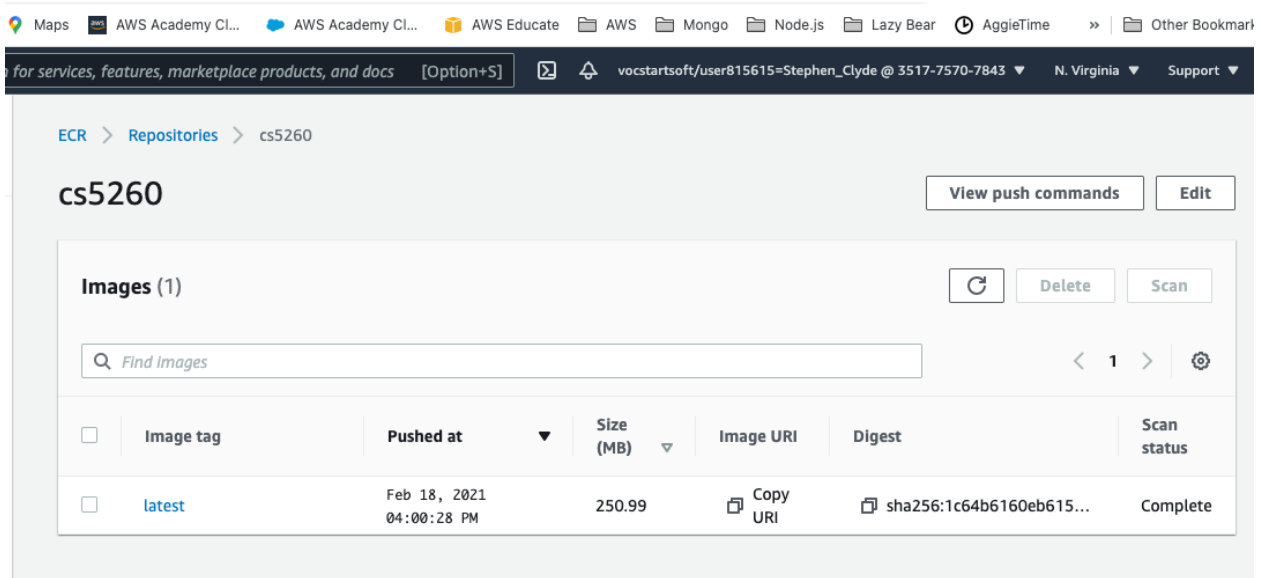 Maps AWS Academy Cl... AWS Academy Cl... AWS Educate AWS Mongo Node.js Lazy Bear AggieTime » Other Bookmark
for services, features, marketplace products, and docs [Option+S] vocstartsoft/user815615=Stephen_Clyde @ 3517-7570-7843 ▼ N. Virginia ▼ Support ▼
ECR > Repositories > cs5260
cs5260
View push commands Edit
Images (1)
Delete Scan
Find images
< 1 >
Image tag Pushed at ▼ Size (MB) ▽ Image URI Digest Scan status
latest Feb 18, 2021 04:00:28 PM 250.99 Copy URI sha256:1c64b6160eb615... Complete